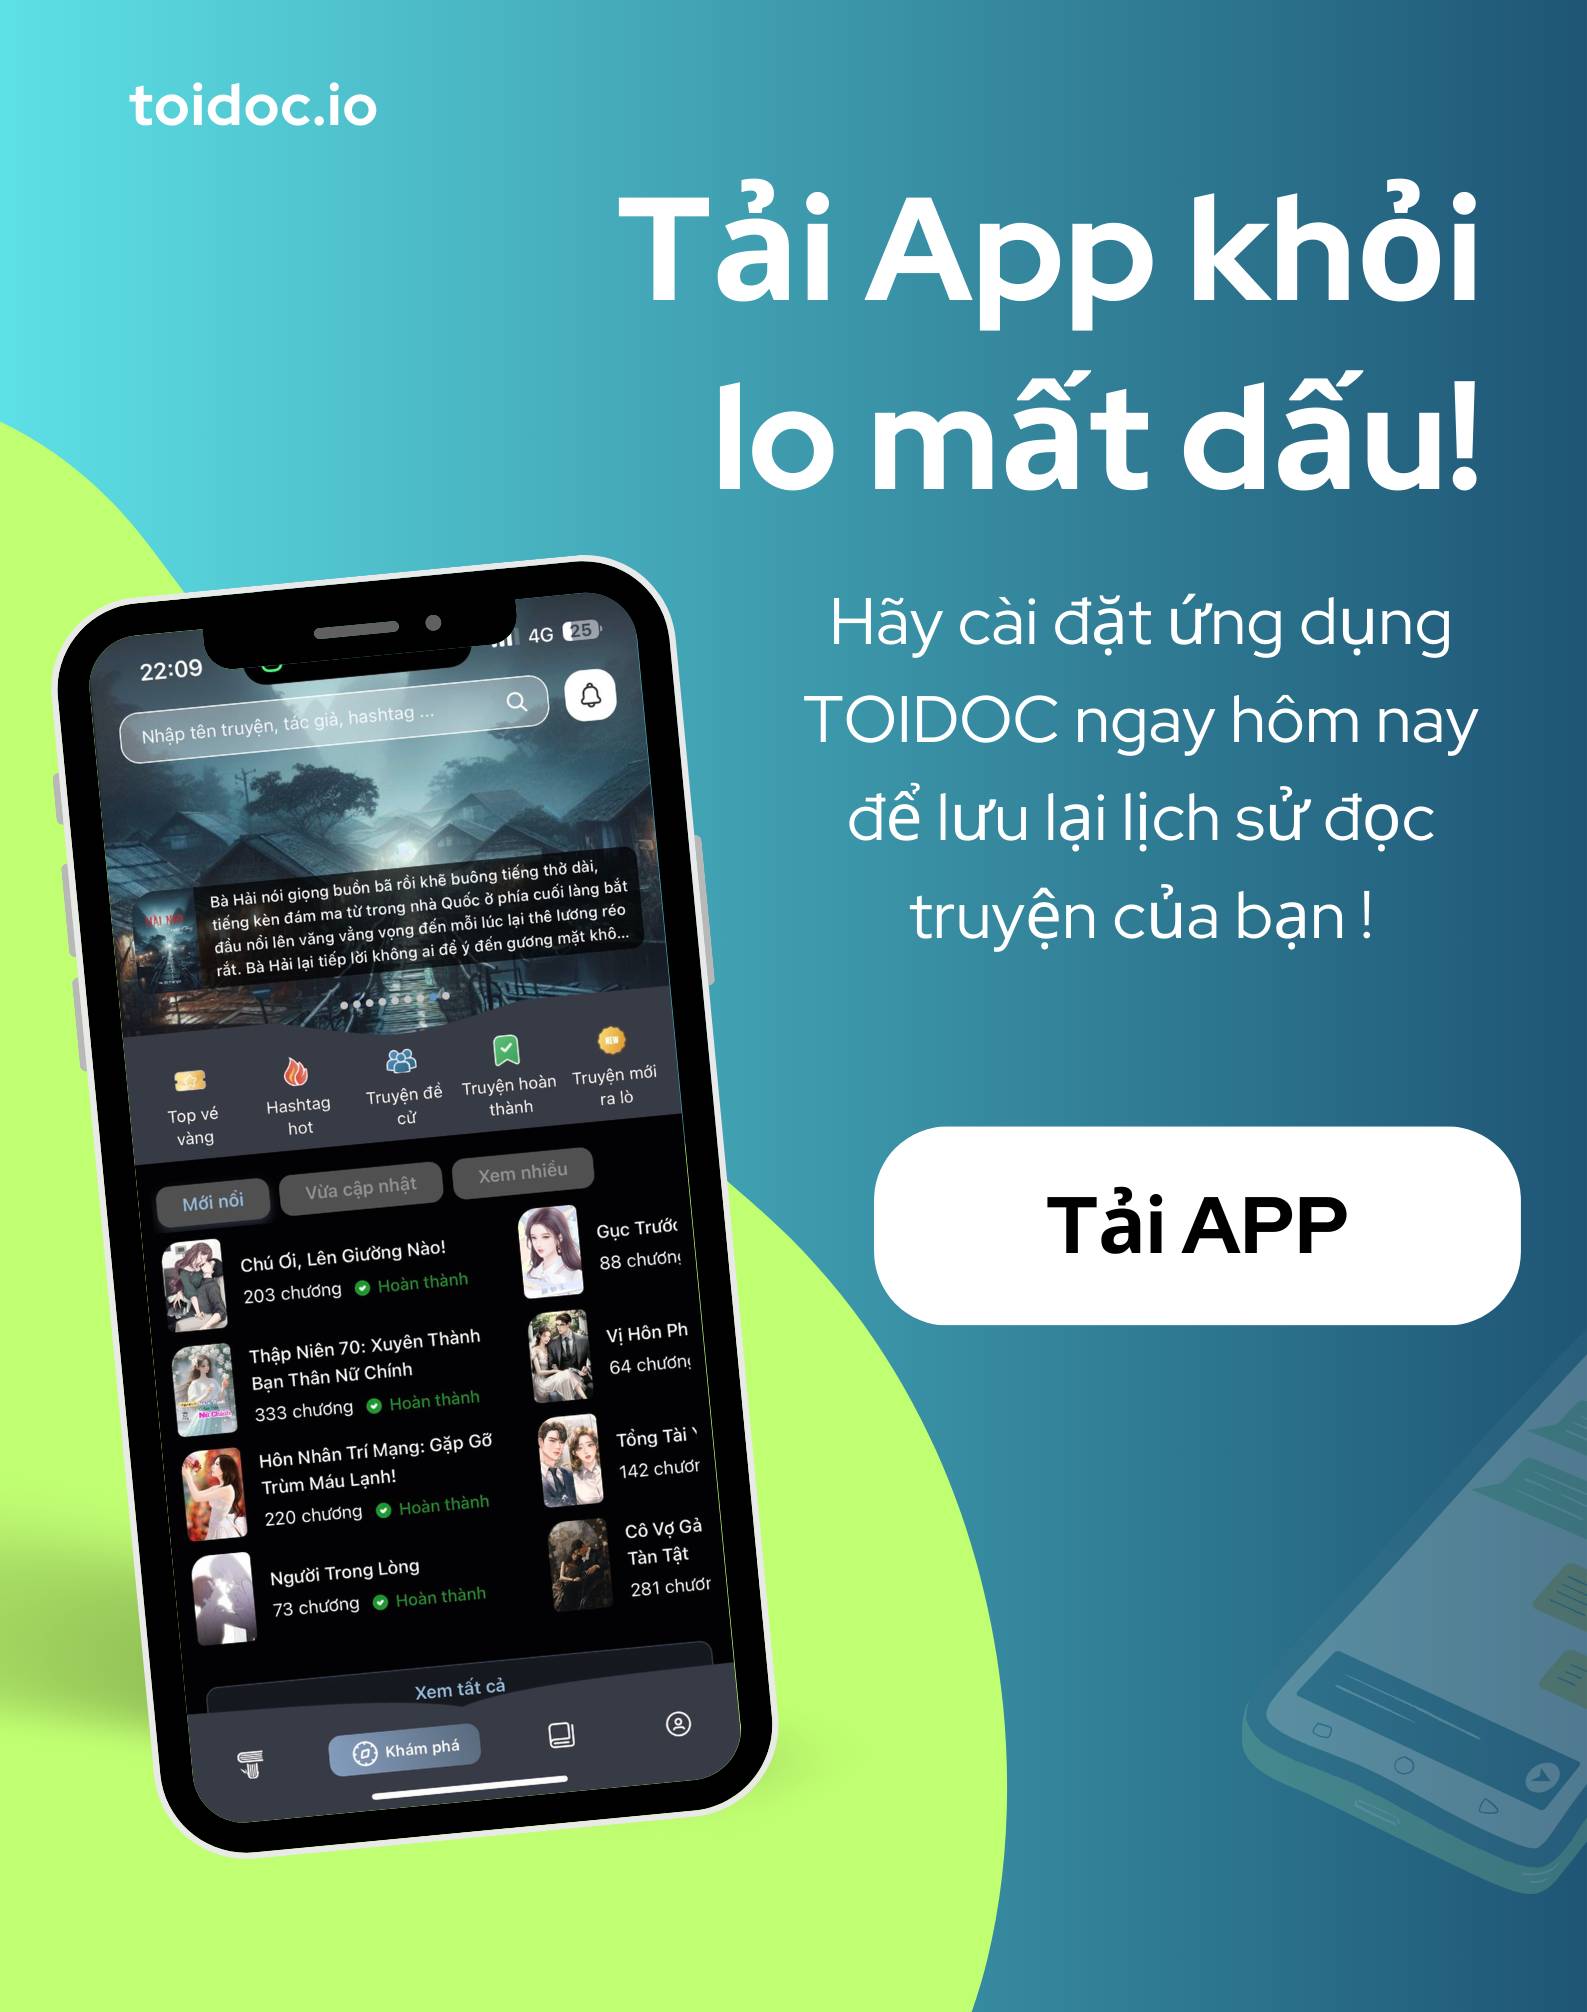 toidoc.io
Tải App khỏi
lo mất dấu!
Hãy cài đặt ứng dụng
TOIDOC ngay hôm nay
để lưu lại lịch sử đọc
truyện của bạn !
Tải APP
22:09
4G 25
Nhập tên truyện, tác giả, hashtag ...
Bà Hải nói giọng buồn bã rồi khẽ buông tiếng thở dài,
tiếng kèn đám ma từ trong nhà Quốc ở phía cuối làng bắt
đầu nổi lên văng vẳng vọng đến mỗi lúc lại thê lương réo
rắt. Bà Hải lại tiếp lời không ai để ý đến gương mặt khô...
Top vé
vàng
Hashtag
hot
Truyện đề
cử
Truyện hoàn
thành
NEW
Truyện mới
ra lò
Mới nổi
Vừa cập nhật
Xem nhiều
Chú Ơi, Lên Giường Nào!
203 chương Hoàn thành
Thập Niên 70: Xuyên Thành
Bạn Thân Nữ Chính
333 chương Hoàn thành
Hôn Nhân Trí Mạng: Gặp Gỡ
Trùm Máu Lạnh!
220 chương Hoàn thành
Người Trong Lòng
73 chương Hoàn thành
Gục Trước
88 chương
Vị Hôn Ph
64 chương
Tổng Tài
142 chươn
Cô Vợ Gả
Tàn Tật
281 chươn
Xem tất cả
Khám phá